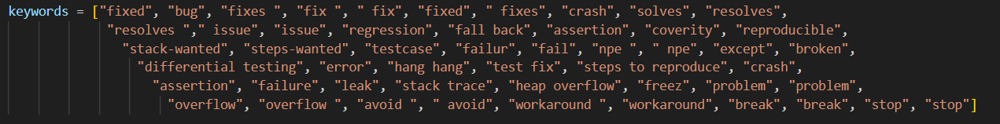 keywords = ["fixed", "bug", "fixes ", "fix ", " fix", "fixed", " fixes", "crash", "solves", "resolves",
"resolves "," issue", "issue", "regression", "fall back", "assertion", "coverity", "reproducible",
"stack-wanted", "steps-wanted", "testcase", "failur", "fail", "npe ", " npe", "except", "broken",
"differential testing", "error", "hang hang", "test fix", "steps to reproduce", "crash",
"assertion", "failure", "leak", "stack trace", "heap overflow", "freez", "problem", "problem",
"overflow", "overflow ", "avoid ", " avoid", "workaround ", "workaround", "break", "break", "stop", "stop"]